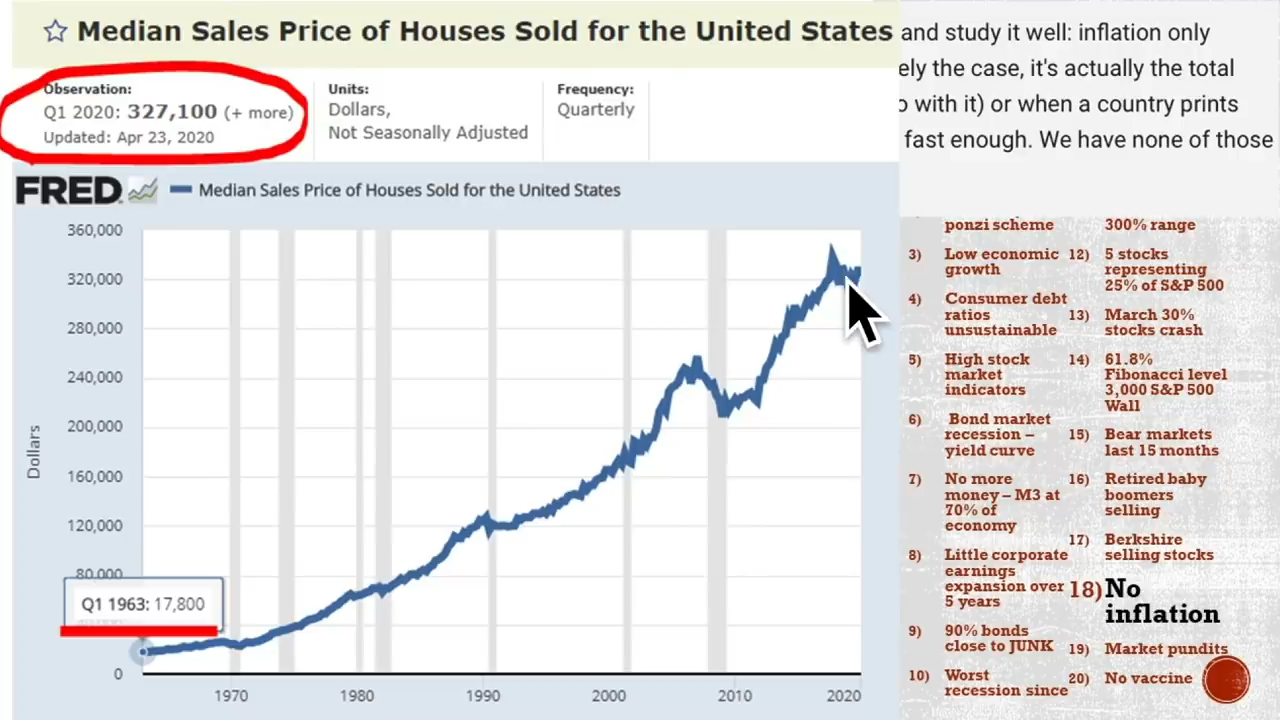 Median Sales Price of Houses Sold for the United States
Observation:
Q1 2020: 327,100 (+ more)
Updated: Apr 23, 2020
Units:
Dollars,
Not Seasonally Adjusted
Frequency:
Quarterly
FRED
Median Sales Price of Houses Sold for the United States
360,000
320,000
280,000
240,000
200,000
160,000
120,000
80,000
0
Dollars
Q1 1963: 17,800
1970
1980
1990
2000
2010
2020
and study it well: inflation only
ely the case, it's actually the total
o with it) or when a country prints
fast enough. We have none of those
ponzi scheme
3) Low economic
growth
4) Consumer debt
ratios
unsustainable
5) High stock
market
indicators
6) Bond market
recession –
yield curve
7) No more
money – M3 at
70% of
economy
8) Little corporate
earnings
expansion over
5 years
9) 90% bonds
close to JUNK
10) Worst
recession since
300% range
12) 5 stocks
representing
25% of S&P 500
13) March 30%
stocks crash
14) 61.8%
Fibonacci level
3,000 S&P 500
Wall
15) Bear markets
last 15 months
16) Retired baby
boomers
selling
17) Berkshire
selling stocks
18) No
inflation
19) Market pundits
20) No vaccine